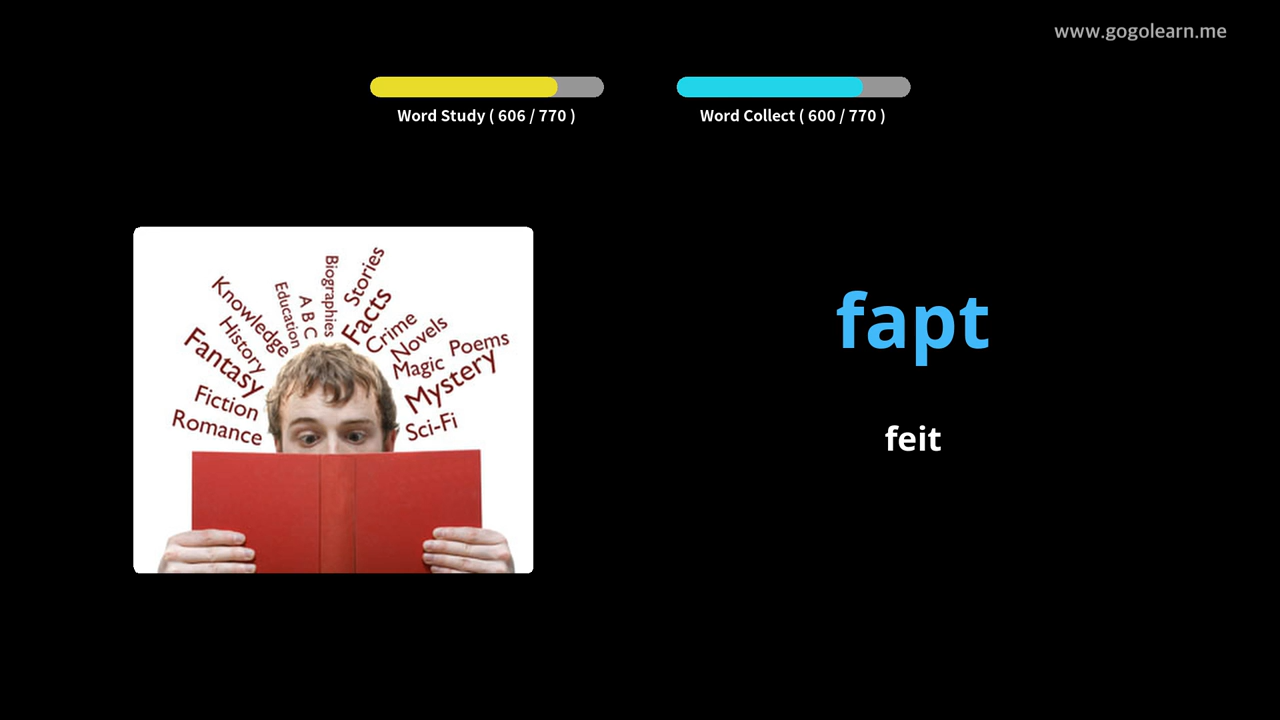 www.gogolearn.me
Word Study ( 606 / 770 )
Word Collect ( 600 / 770 )
Romance
Fiction
Fantasy
History
Knowledge
Education
A B C
Biographies
Stories
Facts
Crime
Novels
Magic
Poems
Mystery
Sci-Fi
fapt
feit